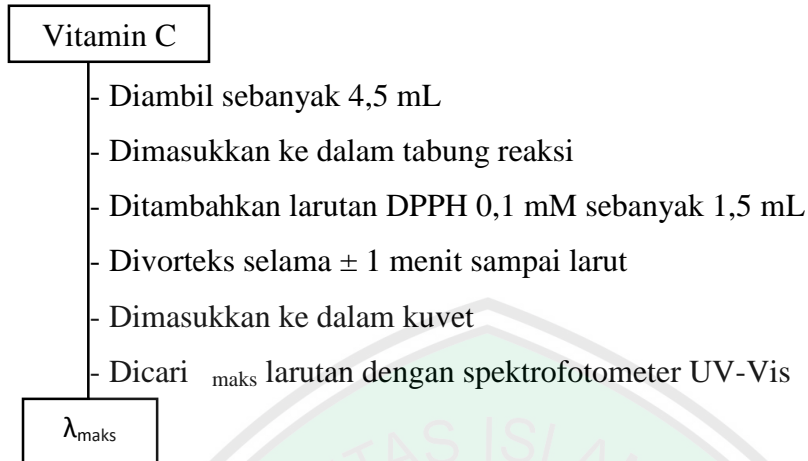 Vitamin C
- Diambil sebanyak 4,5 mL
- Dimasukkan ke dalam tabung reaksi
- Ditambahkan larutan DPPH 0,1 mM sebanyak 1,5 mL
- Divorteks selama ± 1 menit sampai larut
- Dimasukkan ke dalam kuvet
- Dicari maks larutan dengan spektrofotometer UV-Vis
λmaks